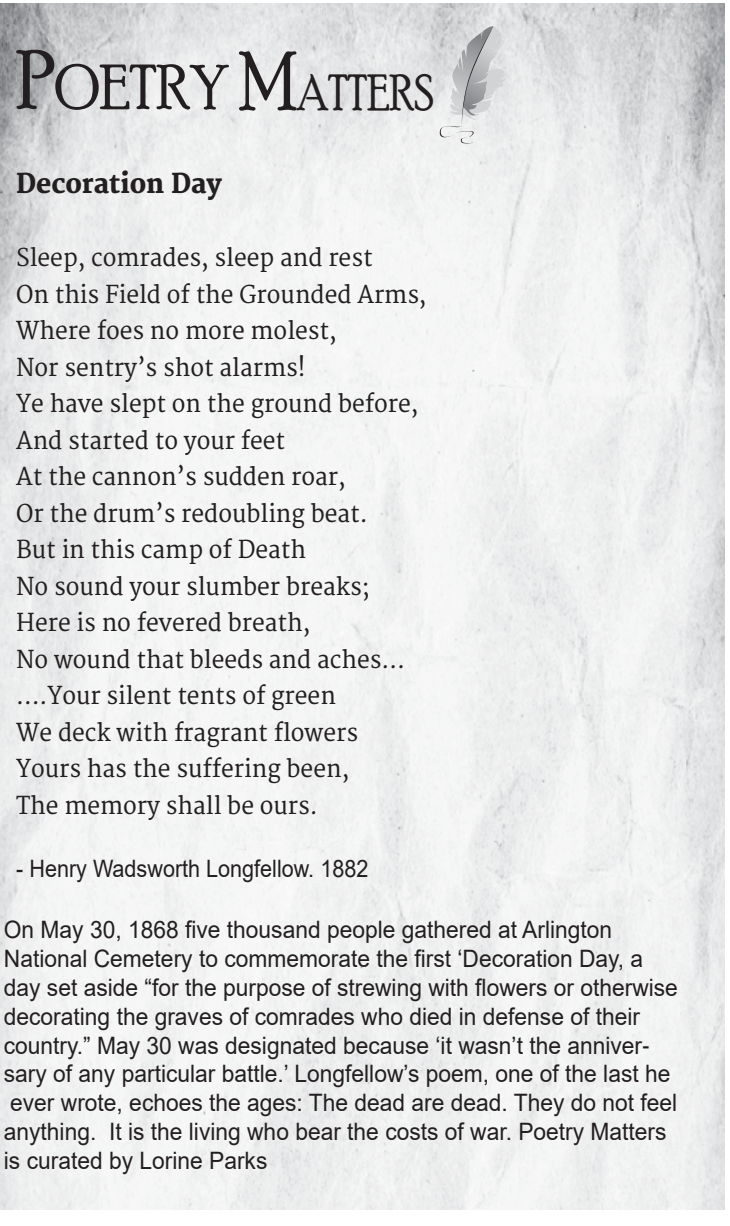 POETRY MATTERS
Decoration Day
Sleep, comrades, sleep and rest
On this Field of the Grounded Arms,
Where foes no more molest,
Nor sentry’s shot alarms!
Ye have slept on the ground before,
And started to your feet
At the cannon’s sudden roar,
Or the drum’s redoubling beat.
But in this camp of Death
No sound your slumber breaks;
Here is no fevered breath,
No wound that bleeds and aches...
....Your silent tents of green
We deck with fragrant flowers
Yours has the suffering been,
The memory shall be ours.
- Henry Wadsworth Longfellow. 1882
On May 30, 1868 five thousand people gathered at Arlington
National Cemetery to commemorate the first ‘Decoration Day, a
day set aside “for the purpose of strewing with flowers or otherwise
decorating the graves of comrades who died in defense of their
country.” May 30 was designated because ‘it wasn’t the anniver-
sary of any particular battle.’ Longfellow’s poem, one of the last he
ever wrote, echoes the ages: The dead are dead. They do not feel
anything.  It is the living who bear the costs of war. Poetry Matters
is curated by Lorine Parks